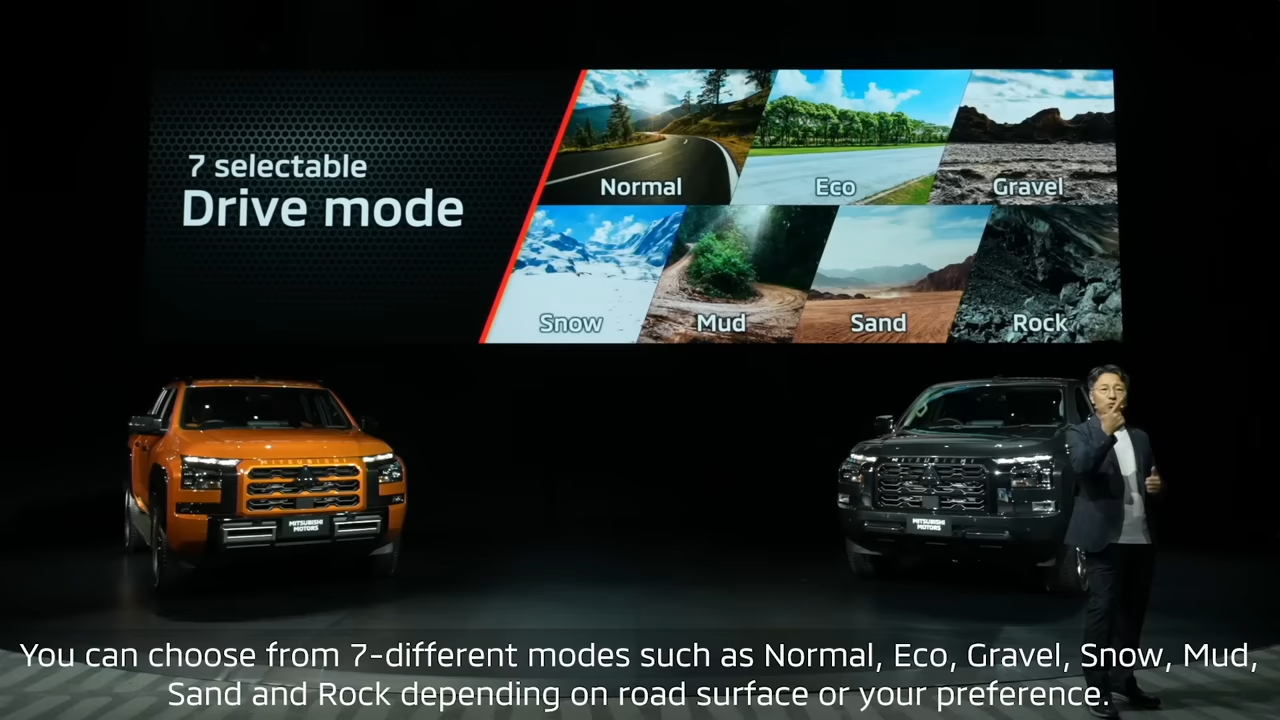 7 selectable
Drive mode
Normal
Eco
Gravel
Snow
Mud
Sand
Rock
MITSUBISHI
MITSUBISHI
MITSUBISHI
MOTORS
MITSUBISHI
MOTORS
You can choose from 7-different modes such as Normal, Eco, Gravel, Snow, Mud,
Sand and Rock depending on road surface or your preference.